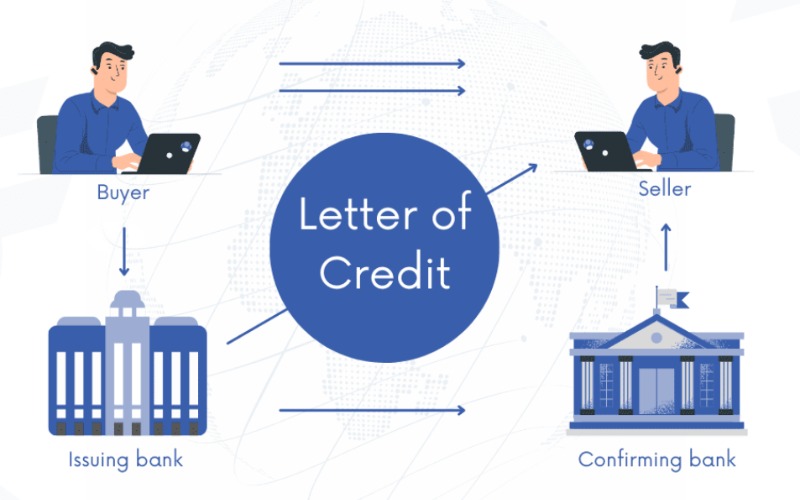 Buyer
Seller
Letter of
Credit
Issuing bank
Confirming bank